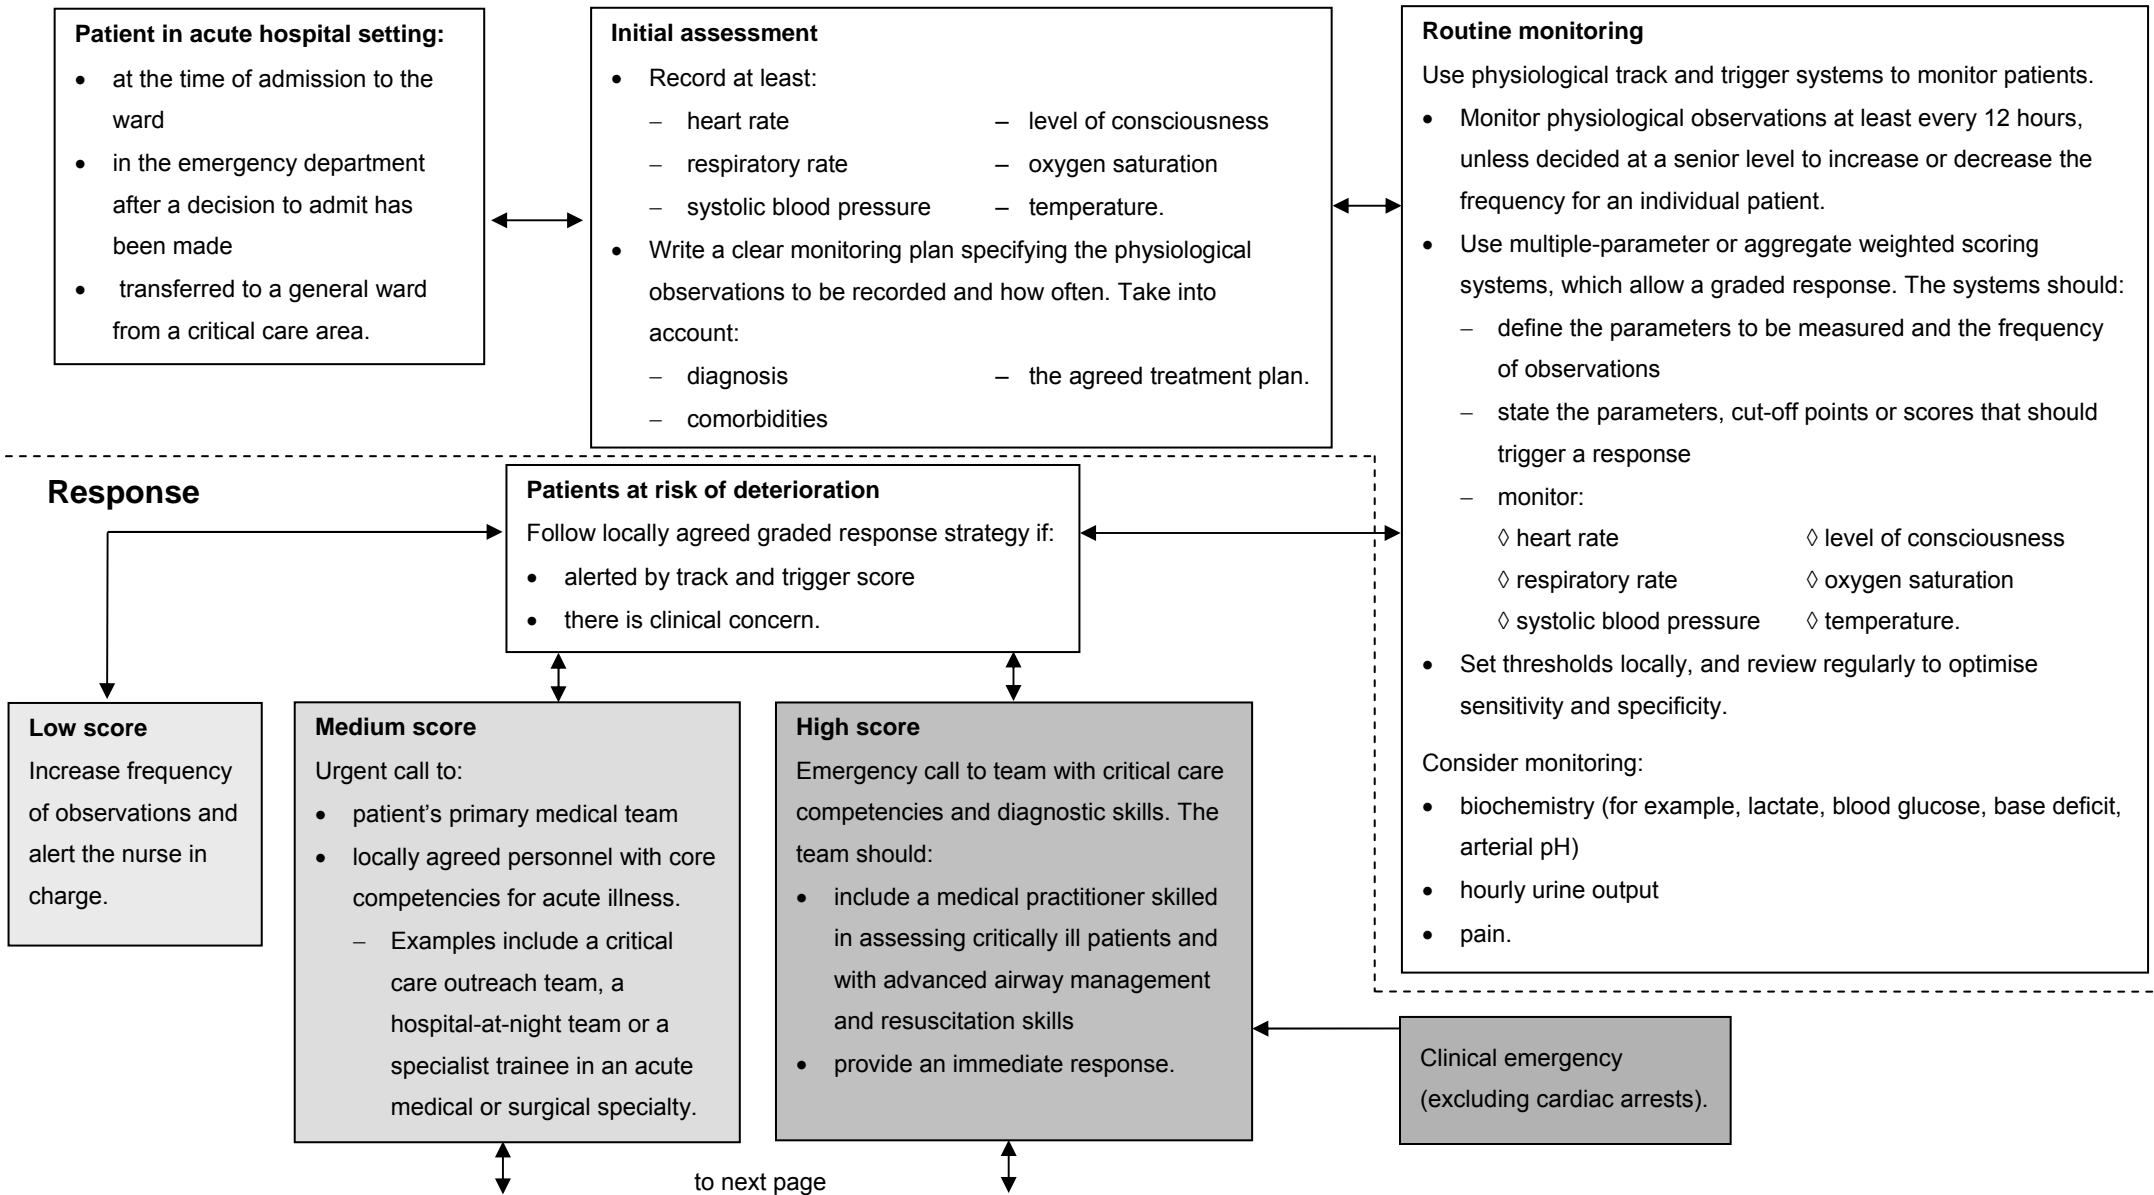 Patient in acute hospital setting:
• at the time of admission to the
ward
• in the emergency department
after a decision to admit has
been made
• transferred to a general ward
from a critical care area.
Initial assessment
• Record at least:
– heart rate – level of consciousness
– respiratory rate – oxygen saturation
– systolic blood pressure – temperature.
• Write a clear monitoring plan specifying the physiological
observations to be recorded and how often. Take into
account:
– diagnosis – the agreed treatment plan.
– comorbidities
Routine monitoring
Use physiological track and trigger systems to monitor patients.
• Monitor physiological observations at least every 12 hours,
unless decided at a senior level to increase or decrease the
frequency for an individual patient.
• Use multiple-parameter or aggregate weighted scoring
systems, which allow a graded response. The systems should:
– define the parameters to be measured and the frequency
of observations
– state the parameters, cut-off points or scores that should
trigger a response
– monitor:
◊ heart rate ◊ level of consciousness
◊ respiratory rate ◊ oxygen saturation
◊ systolic blood pressure ◊ temperature.
• Set thresholds locally, and review regularly to optimise
sensitivity and specificity.
Consider monitoring:
• biochemistry (for example, lactate, blood glucose, base deficit,
arterial pH)
• hourly urine output
• pain.
Response
Patients at risk of deterioration
Follow locally agreed graded response strategy if:
• alerted by track and trigger score
• there is clinical concern.
Low score
Increase frequency
of observations and
alert the nurse in
charge.
Medium score
Urgent call to:
• patient’s primary medical team
• locally agreed personnel with core
competencies for acute illness.
– Examples include a critical
care outreach team, a
hospital-at-night team or a
specialist trainee in an acute
medical or surgical specialty.
High score
Emergency call to team with critical care
competencies and diagnostic skills. The
team should:
• include a medical practitioner skilled
in assessing critically ill patients and
with advanced airway management
and resuscitation skills
• provide an immediate response.
Clinical emergency
(excluding cardiac arrests).
to next page